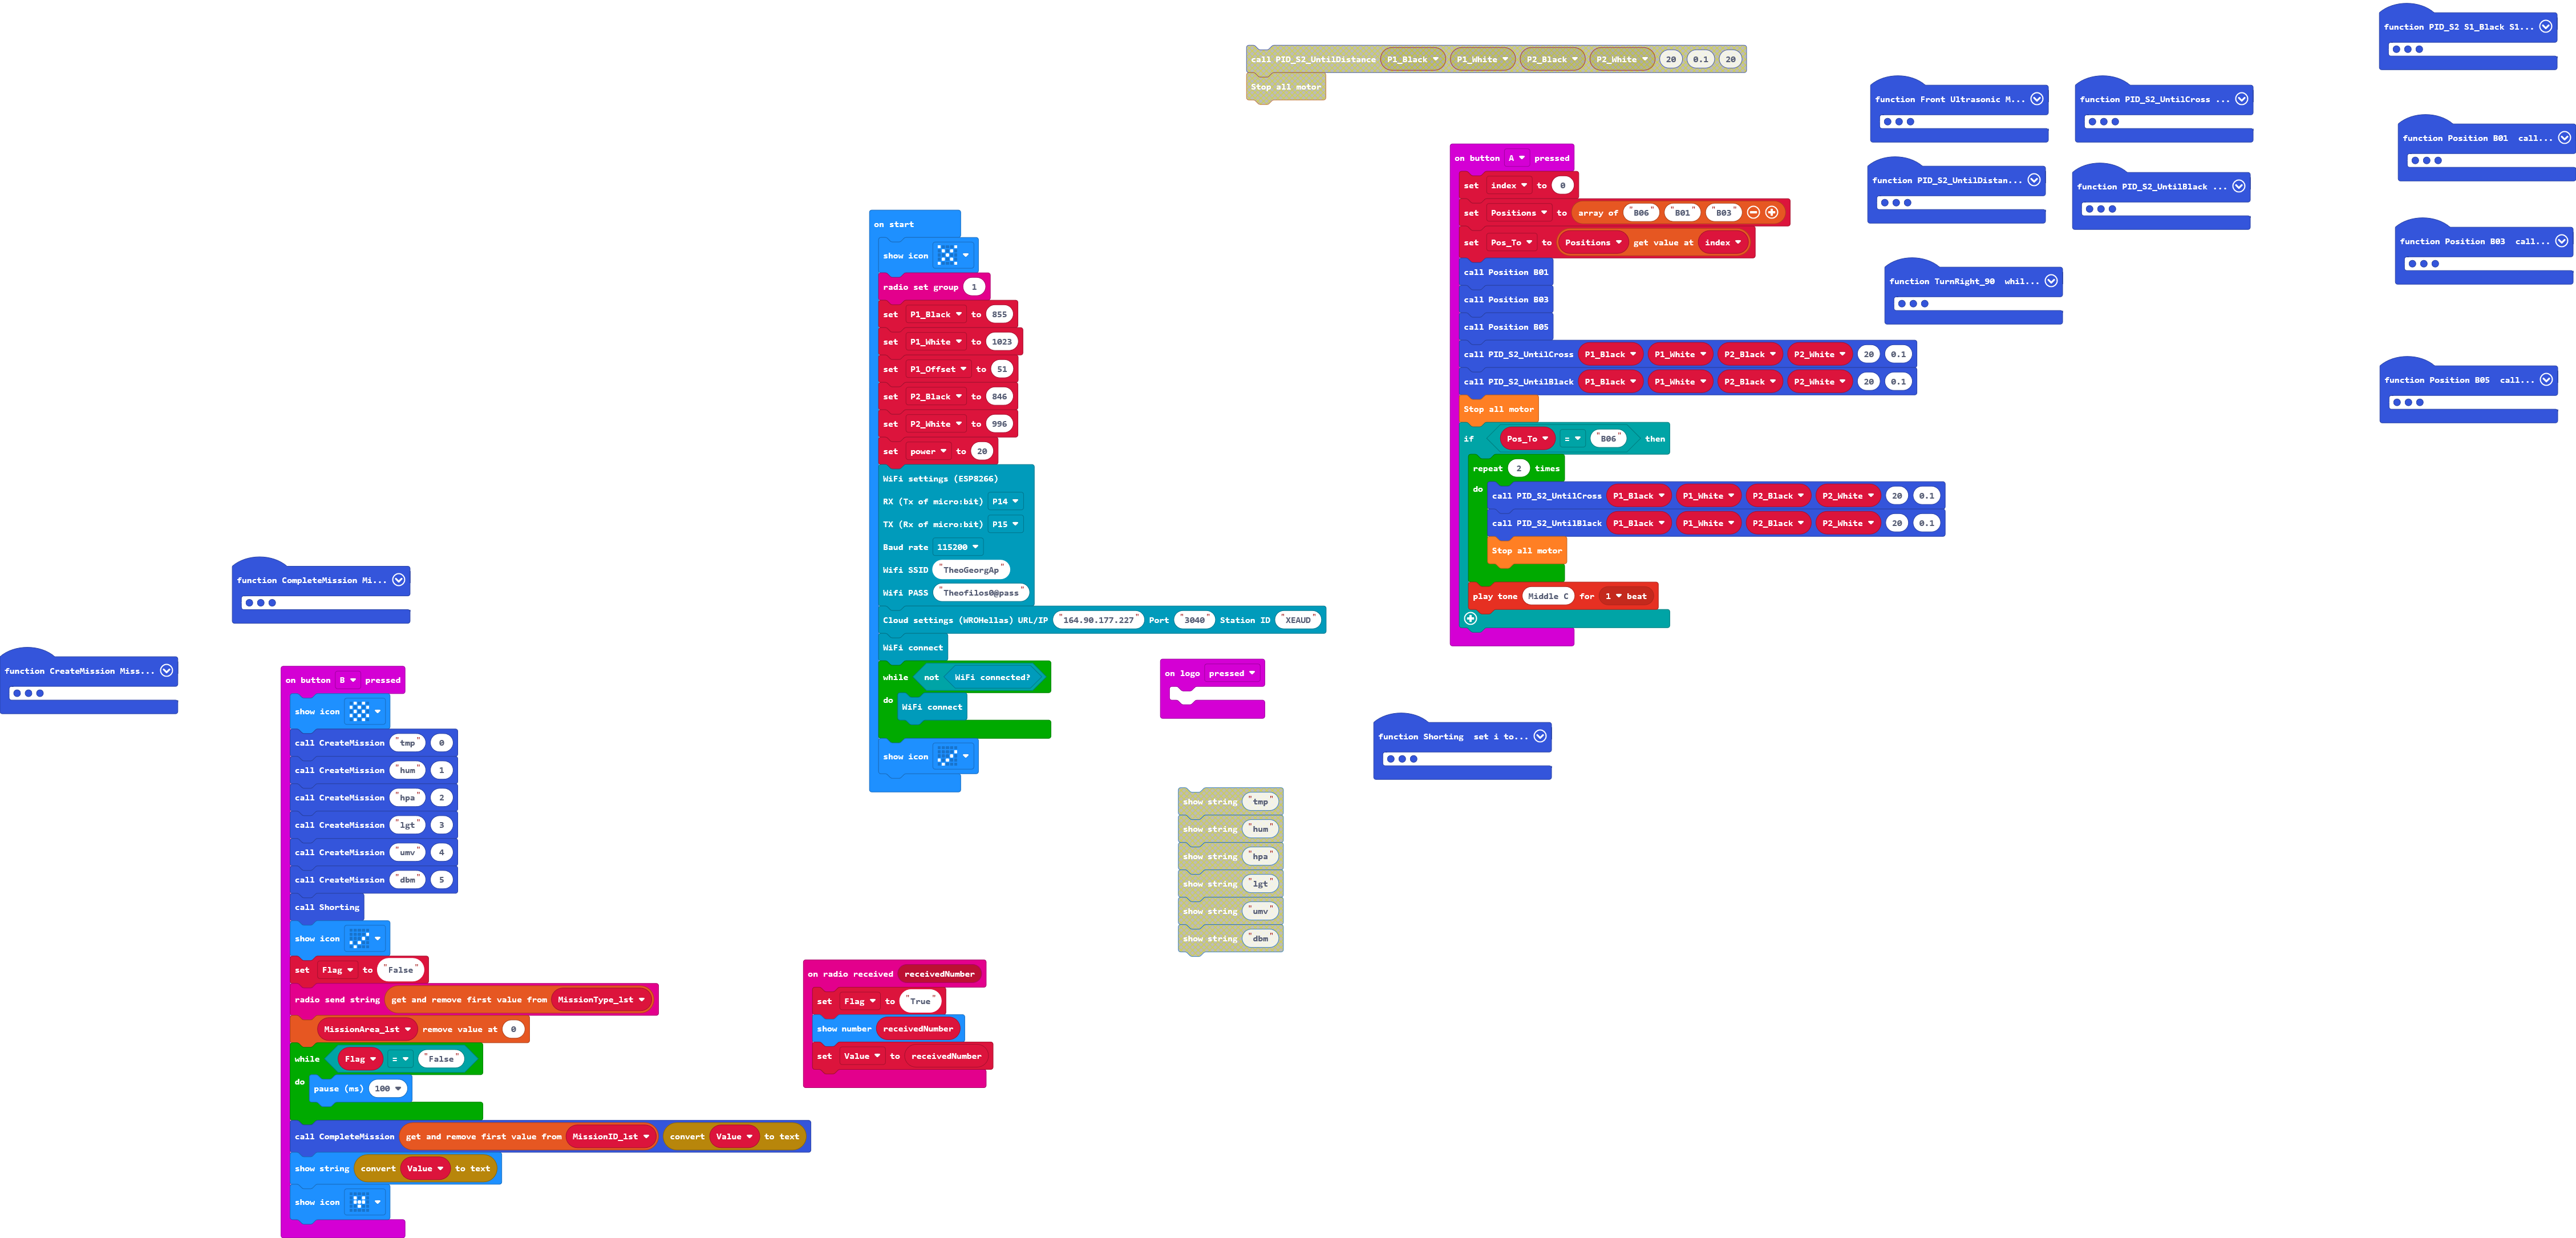 function PID_S2 S1_Black S1...
call PID_S2_UntilDistance P1_Black P1_White P2_Black P2_White 20 0.1 20
Stop all motor
function Front Ultrasonic M...
function PID_S2_UntilCross ...
function Position B01 call...
function PID_S2_UntilDistan...
function PID_S2_UntilBlack ...
function Position B03 call...
function TurnRight_90 whil...
function Position B05 call...
on button A pressed
set index to 0
set Positions to array of "B06" "B01" "B03"
set Pos_To to Positions get value at index
call Position B01
call Position B03
call Position B05
call PID_S2_UntilCross P1_Black P1_White P2_Black P2_White 20 0.1
call PID_S2_UntilBlack P1_Black P1_White P2_Black P2_White 20 0.1
Stop all motor
if Pos_To = "B06" then
repeat 2 times
do
call PID_S2_UntilCross P1_Black P1_White P2_Black P2_White 20 0.1
call PID_S2_UntilBlack P1_Black P1_White P2_Black P2_White 20 0.1
Stop all motor
play tone Middle C for 1 beat
on start
show icon
radio set group 1
set P1_Black to 855
set P1_White to 1023
set P1_Offset to 51
set P2_Black to 846
set P2_White to 996
set power to 20
WiFi settings (ESP8266)
RX (Tx of micro:bit) P14
TX (Rx of micro:bit) P15
Baud rate 115200
Wifi SSID "TheoGeorgAp"
Wifi PASS "Theofilos0@pass"
Cloud settings (WROHellas) URL/IP "164.90.177.227" Port "3040" Station ID "XEAUD"
WiFi connect
while not WiFi connected?
do WiFi connect
show icon
on logo pressed
function Shorting set i to...
show string "tmp"
show string "hum"
show string "hpa"
show string "lgt"
show string "umv"
show string "dbm"
function CompleteMission Mi...
function CreateMission Miss...
on button B pressed
show icon
call CreateMission "tmp" 0
call CreateMission "hum" 1
call CreateMission "hpa" 2
call CreateMission "lgt" 3
call CreateMission "umv" 4
call CreateMission "dbm" 5
call Shorting
show icon
set Flag to "False"
radio send string get and remove first value from MissionType_lst
MissionArea_lst remove value at 0
while Flag = "False"
do pause (ms) 100
call CompleteMission get and remove first value from MissionID_lst convert Value to text
show string convert Value to text
show icon
on radio received receivedNumber
set Flag to "True"
show number receivedNumber
set Value to receivedNumber